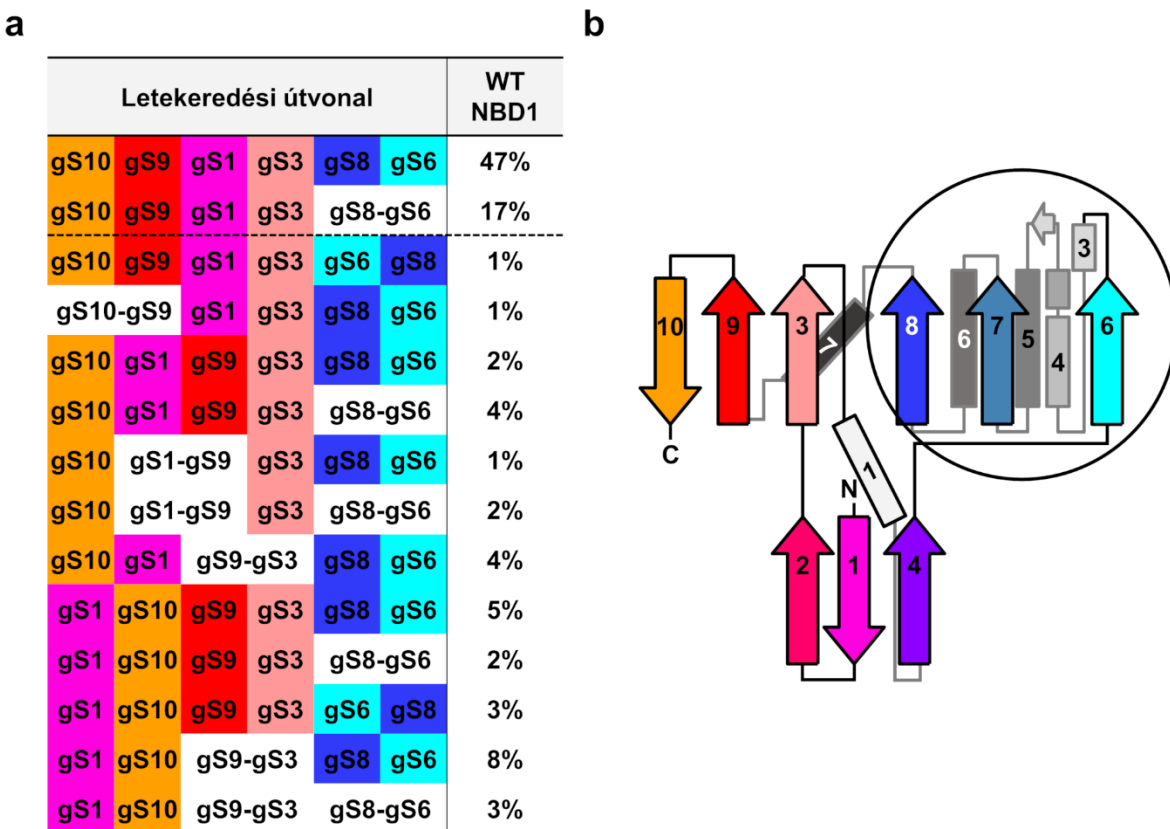 a
Letekeredési útvonal WT NBD1
gS10 gS9 gS1 gS3 gS8 gS6 47%
gS10 gS9 gS1 gS3 gS8-gS6 17%
gS10 gS9 gS1 gS3 gS6 gS8 1%
gS10-gS9 gS1 gS3 gS8 gS6 1%
gS10 gS1 gS9 gS3 gS8 gS6 2%
gS10 gS1 gS9 gS3 gS8-gS6 4%
gS10 gS1-gS9 gS3 gS8 gS6 1%
gS10 gS1-gS9 gS3 gS8-gS6 2%
gS10 gS1 gS9-gS3 gS8 gS6 4%
gS1 gS10 gS9 gS3 gS8 gS6 5%
gS1 gS10 gS9 gS3 gS8-gS6 2%
gS1 gS10 gS9 gS3 gS6 gS8 3%
gS1 gS10 gS9-gS3 gS8 gS6 8%
gS1 gS10 gS9-gS3 gS8-gS6 3%
b
3
10 9 3 7 8 6 7 5 4 6
C
1
N
2 1 4